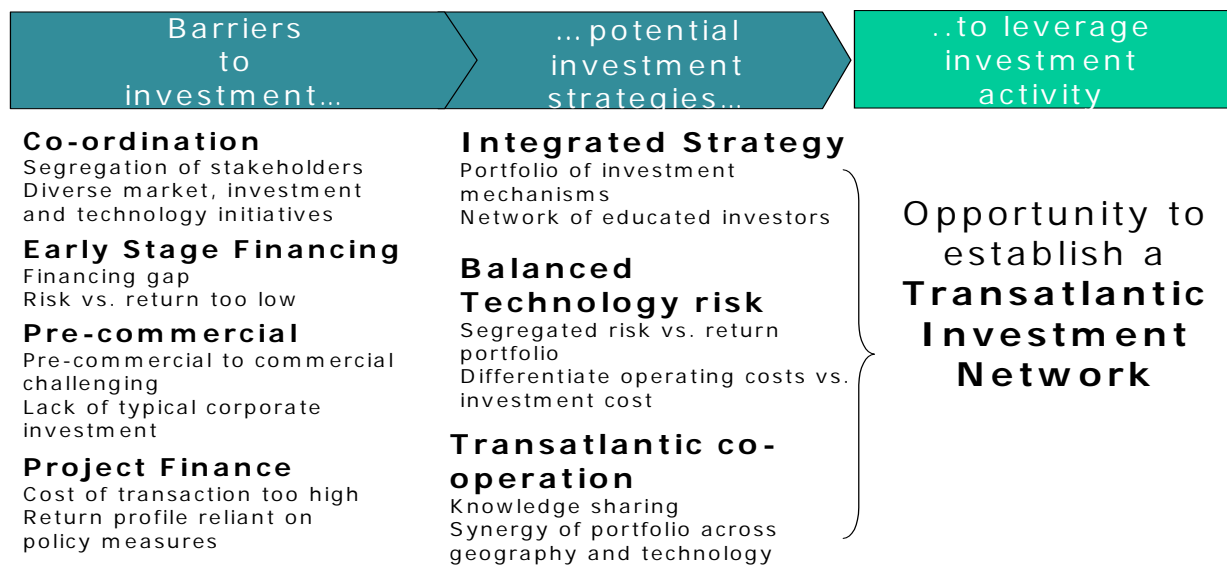 Barriers
to
investment…
…potential
investment
strategies…
..to leverage
investment
activity
Co-ordination
Segregation of stakeholders
Diverse market, investment
and technology initiatives
Early Stage Financing
Financing gap
Risk vs. return too low
Pre-commercial
Pre-commercial to commercial
challenging
Lack of typical corporate
investment
Project Finance
Cost of transaction too high
Return profile reliant on
policy measures
Integrated Strategy
Portfolio of investment
mechanisms
Network of educated investors
Balanced
Technology risk
Segregated risk vs. return
portfolio
Differentiate operating costs vs.
investment cost
Transatlantic co-
operation
Knowledge sharing
Synergy of portfolio across
geography and technology
Opportunity to
establish a
Transatlantic
Investment
Network